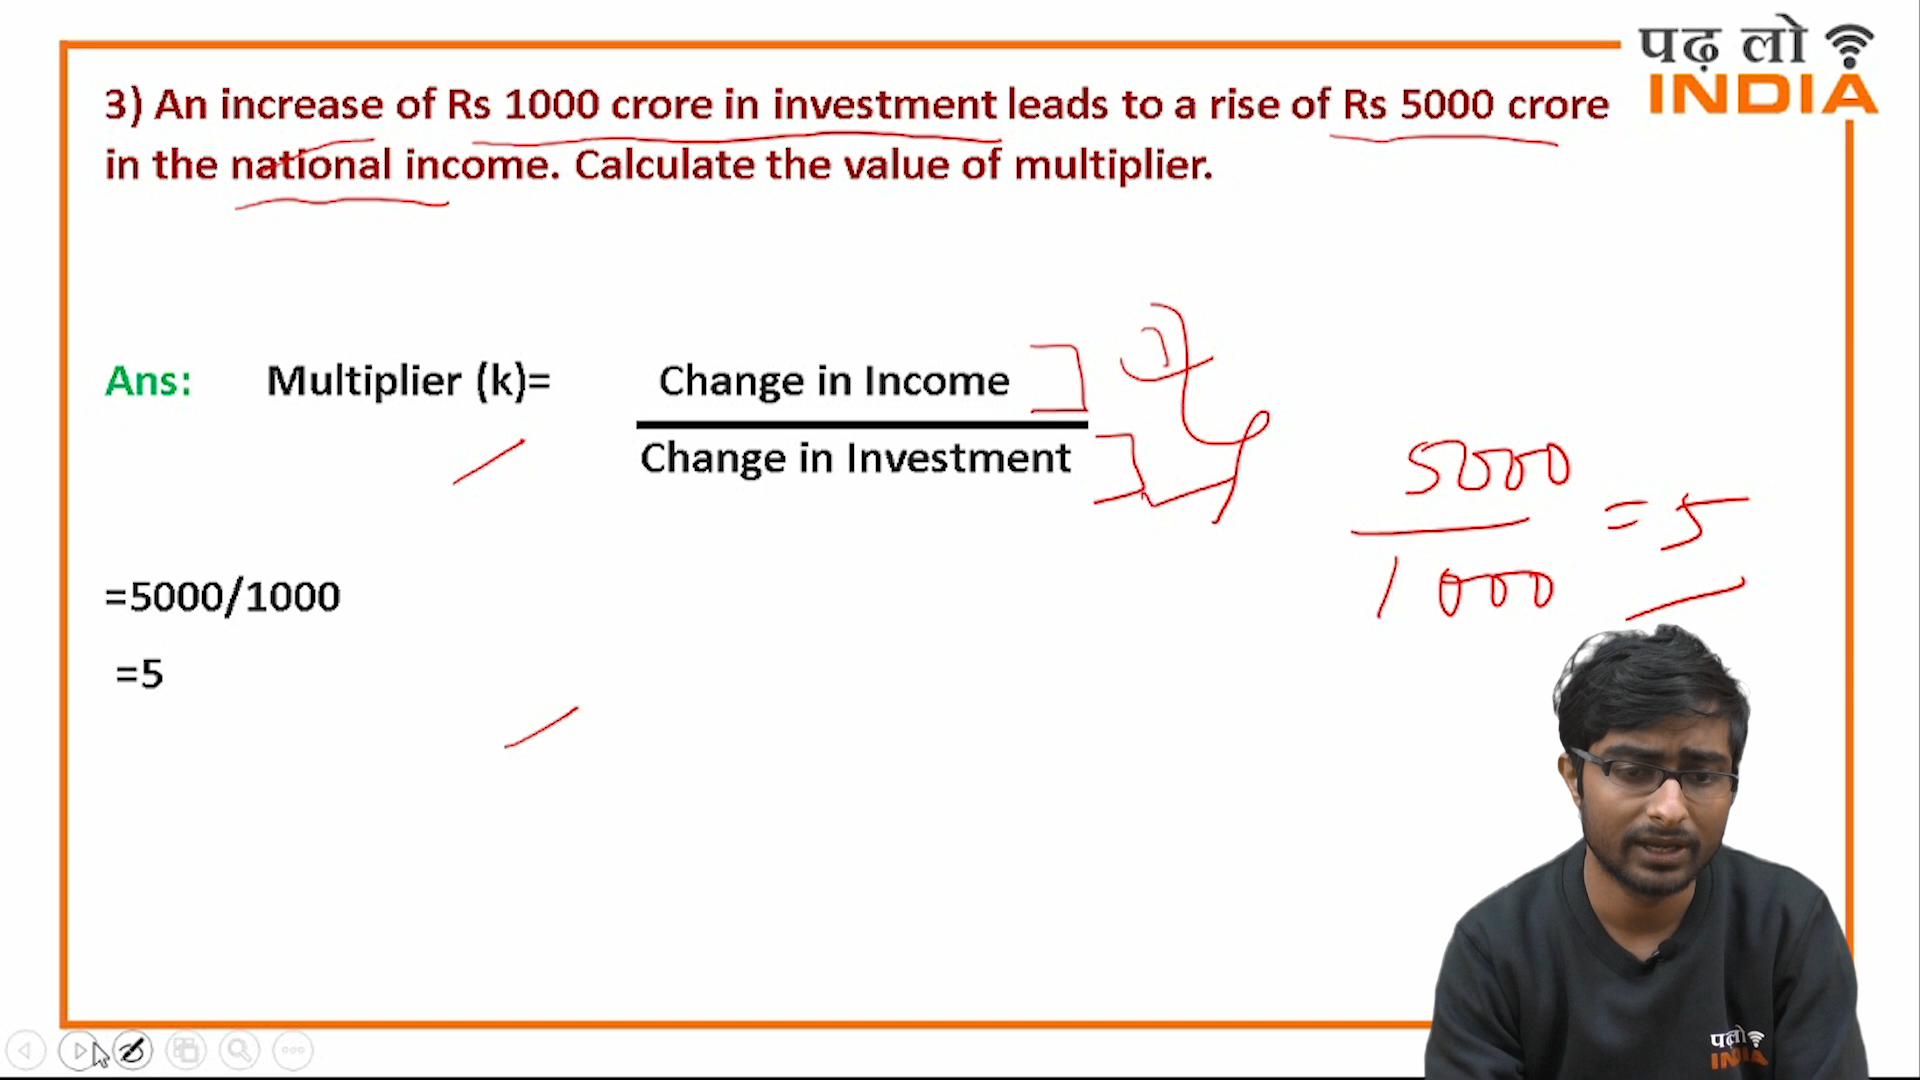 पढ़ लो
INDIA
3) An increase of Rs 1000 crore in investment leads to a rise of Rs 5000 crore
in the national income. Calculate the value of multiplier.
Ans: Multiplier (k)= Change in Income
Change in Investment
5000
= 5
1000
=5000/1000
=5
पढ़लो
INDIA